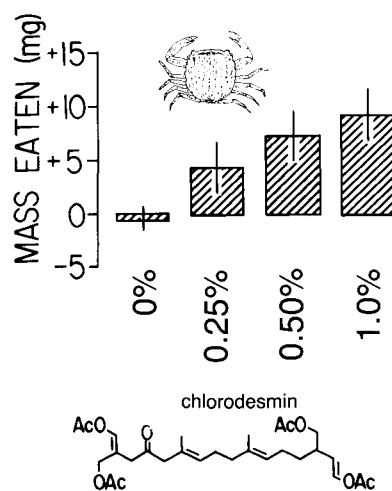 MASS EATEN (mg)
+15
+10
+5
0
-5
0%
0.25%
0.50%
1.0%
chlorodesmin
AcO
O
AcO
OAc
OAc